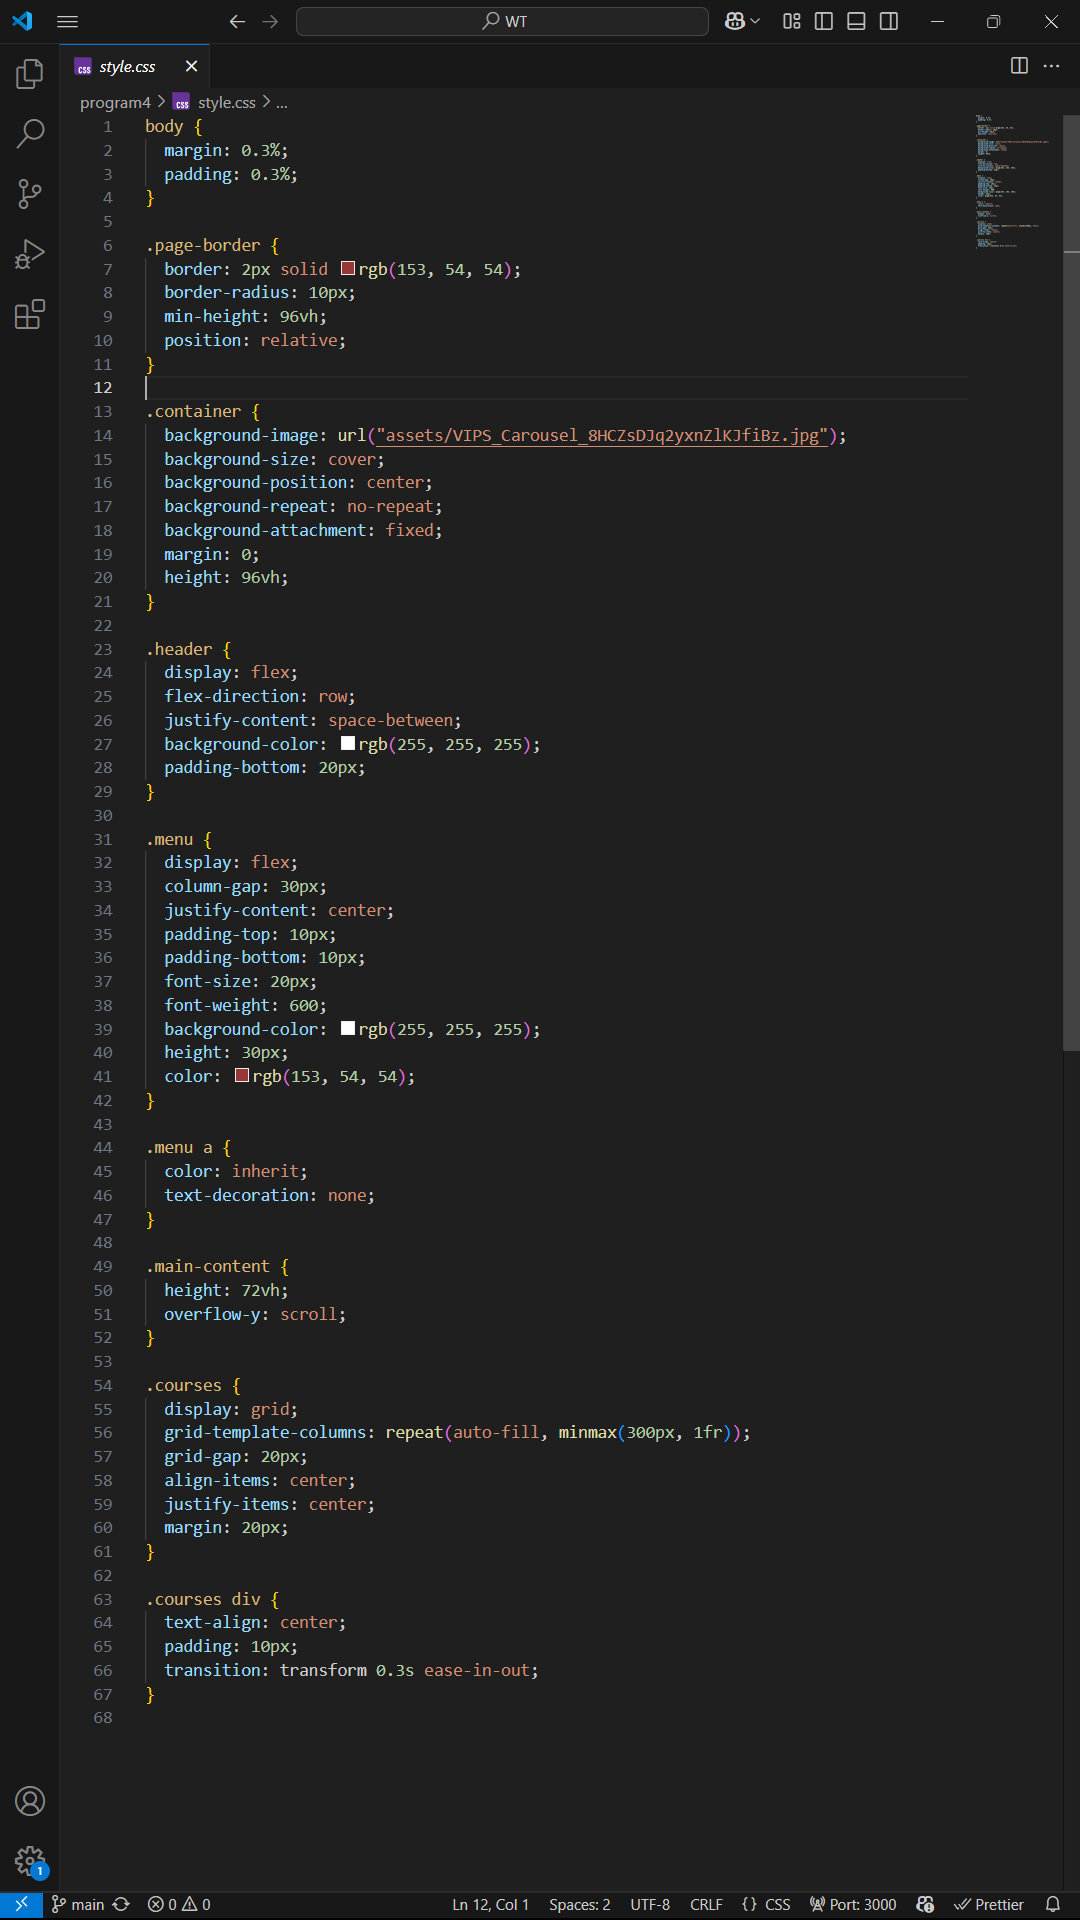 WT
style.css
program4 > style.css > ...
1 body {
2 margin: 0.3%;
3 padding: 0.3%;
4 }
5
6 .page-border {
7 border: 2px solid rgb(153, 54, 54);
8 border-radius: 10px;
9 min-height: 96vh;
10 position: relative;
11 }
12
13 .container {
14 background-image: url("assets/VIPS_Carousel_8HCZsDJq2yxnZlKJfiBz.jpg");
15 background-size: cover;
16 background-position: center;
17 background-repeat: no-repeat;
18 background-attachment: fixed;
19 margin: 0;
20 height: 96vh;
21 }
22
23 .header {
24 display: flex;
25 flex-direction: row;
26 justify-content: space-between;
27 background-color: rgb(255, 255, 255);
28 padding-bottom: 20px;
29 }
30
31 .menu {
32 display: flex;
33 column-gap: 30px;
34 justify-content: center;
35 padding-top: 10px;
36 padding-bottom: 10px;
37 font-size: 20px;
38 font-weight: 600;
39 background-color: rgb(255, 255, 255);
40 height: 30px;
41 color: rgb(153, 54, 54);
42 }
43
44 .menu a {
45 color: inherit;
46 text-decoration: none;
47 }
48
49 .main-content {
50 height: 72vh;
51 overflow-y: scroll;
52 }
53
54 .courses {
55 display: grid;
56 grid-template-columns: repeat(auto-fill, minmax(300px, 1fr));
57 grid-gap: 20px;
58 align-items: center;
59 justify-items: center;
60 margin: 20px;
61 }
62
63 .courses div {
64 text-align: center;
65 padding: 10px;
66 transition: transform 0.3s ease-in-out;
67 }
68
1
main 0 0 Ln 12, Col 1 Spaces: 2 UTF-8 CRLF {} CSS Port: 3000 Prettier